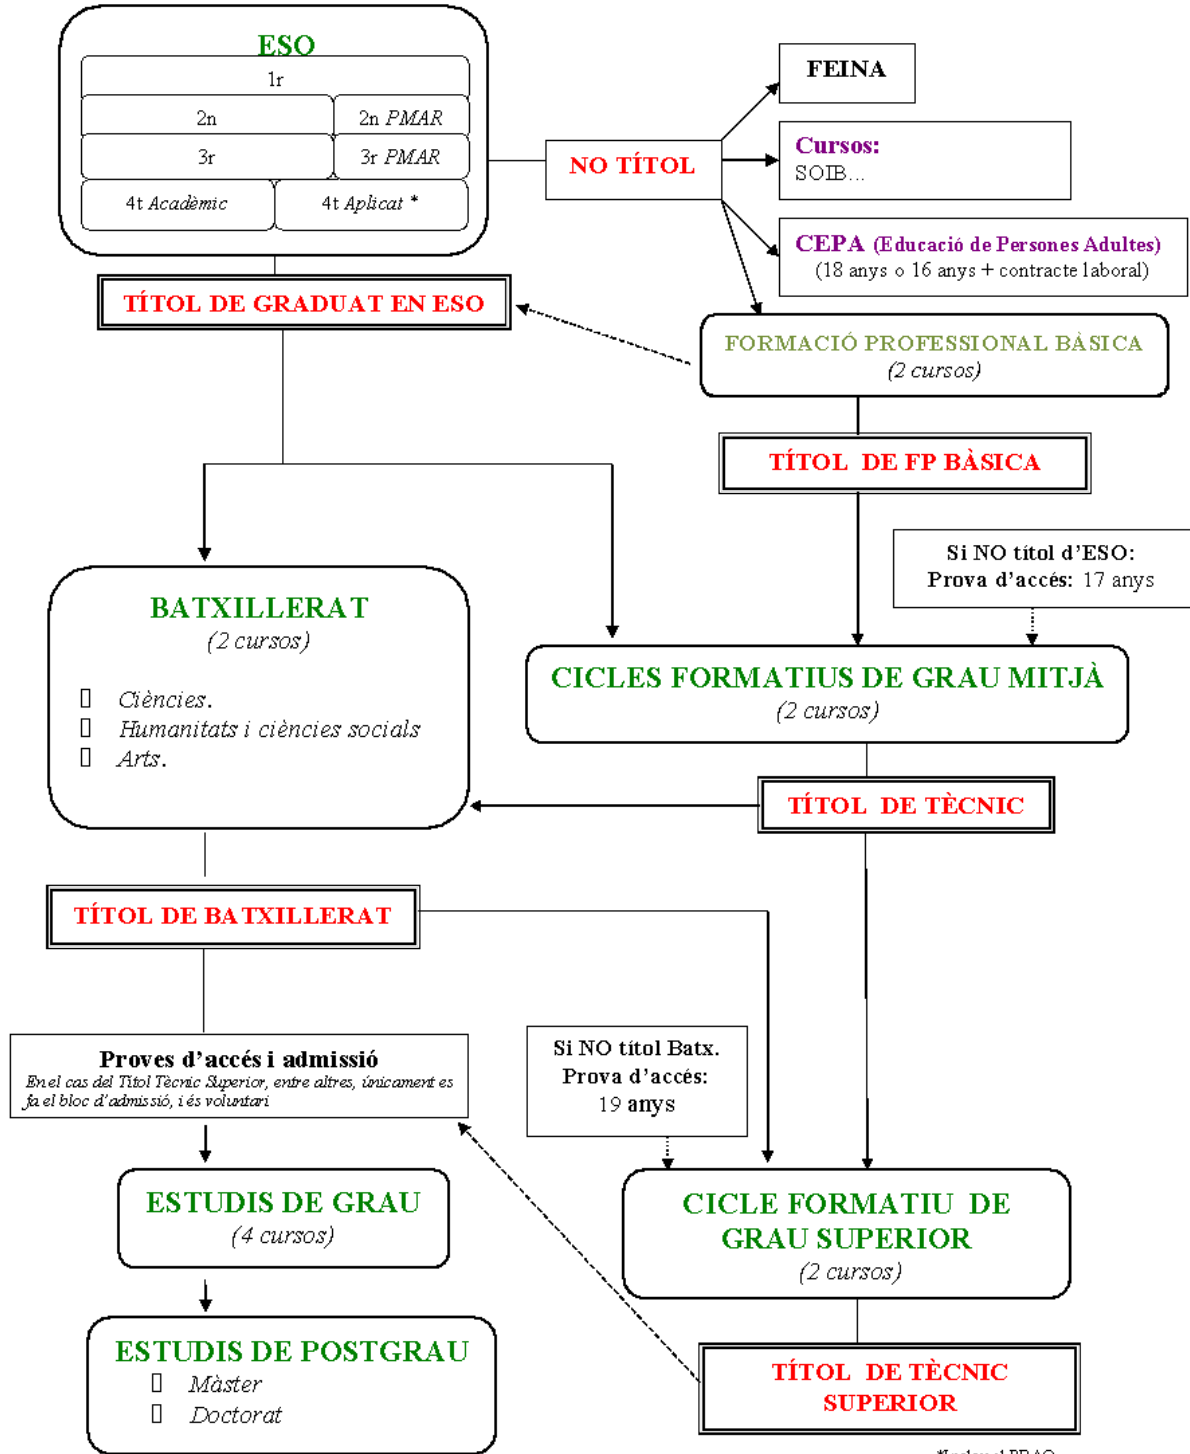 ESO
1r
2n
2n PMAR
3r
3r PMAR
4t Acadèmic
4t Aplicat *
NO TÍTOL
FEINA
Cursos:
SOIB...
CEPA (Educació de Persones Adultes)
(18 anys o 16 anys + contracte laboral)
TÍTOL DE GRADUAT EN ESO
FORMACIÓ PROFESSIONAL BÀSICA
(2 cursos)
TÍTOL DE FP BÀSICA
Si NO títol d'ESO:
Prova d'accés: 17 anys
BATXILLERAT
(2 cursos)
Ciències.
Humanitats i ciències socials
Arts.
CICLES FORMATIUS DE GRAU MITJÀ
(2 cursos)
TÍTOL DE TÈCNIC
TÍTOL DE BATXILLERAT
Proves d'accés i admissió
En el cas del Títol Tècnic Superior, entre altres, únicament es
fa el bloc d'admissió, i és voluntari
Si NO títol Batx.
Prova d'accés:
19 anys
ESTUDIS DE GRAU
(4 cursos)
CICLE FORMATIU DE
GRAU SUPERIOR
(2 cursos)
ESTUDIS DE POSTGRAU
Màster
Doctorat
TÍTOL DE TÈCNIC
SUPERIOR